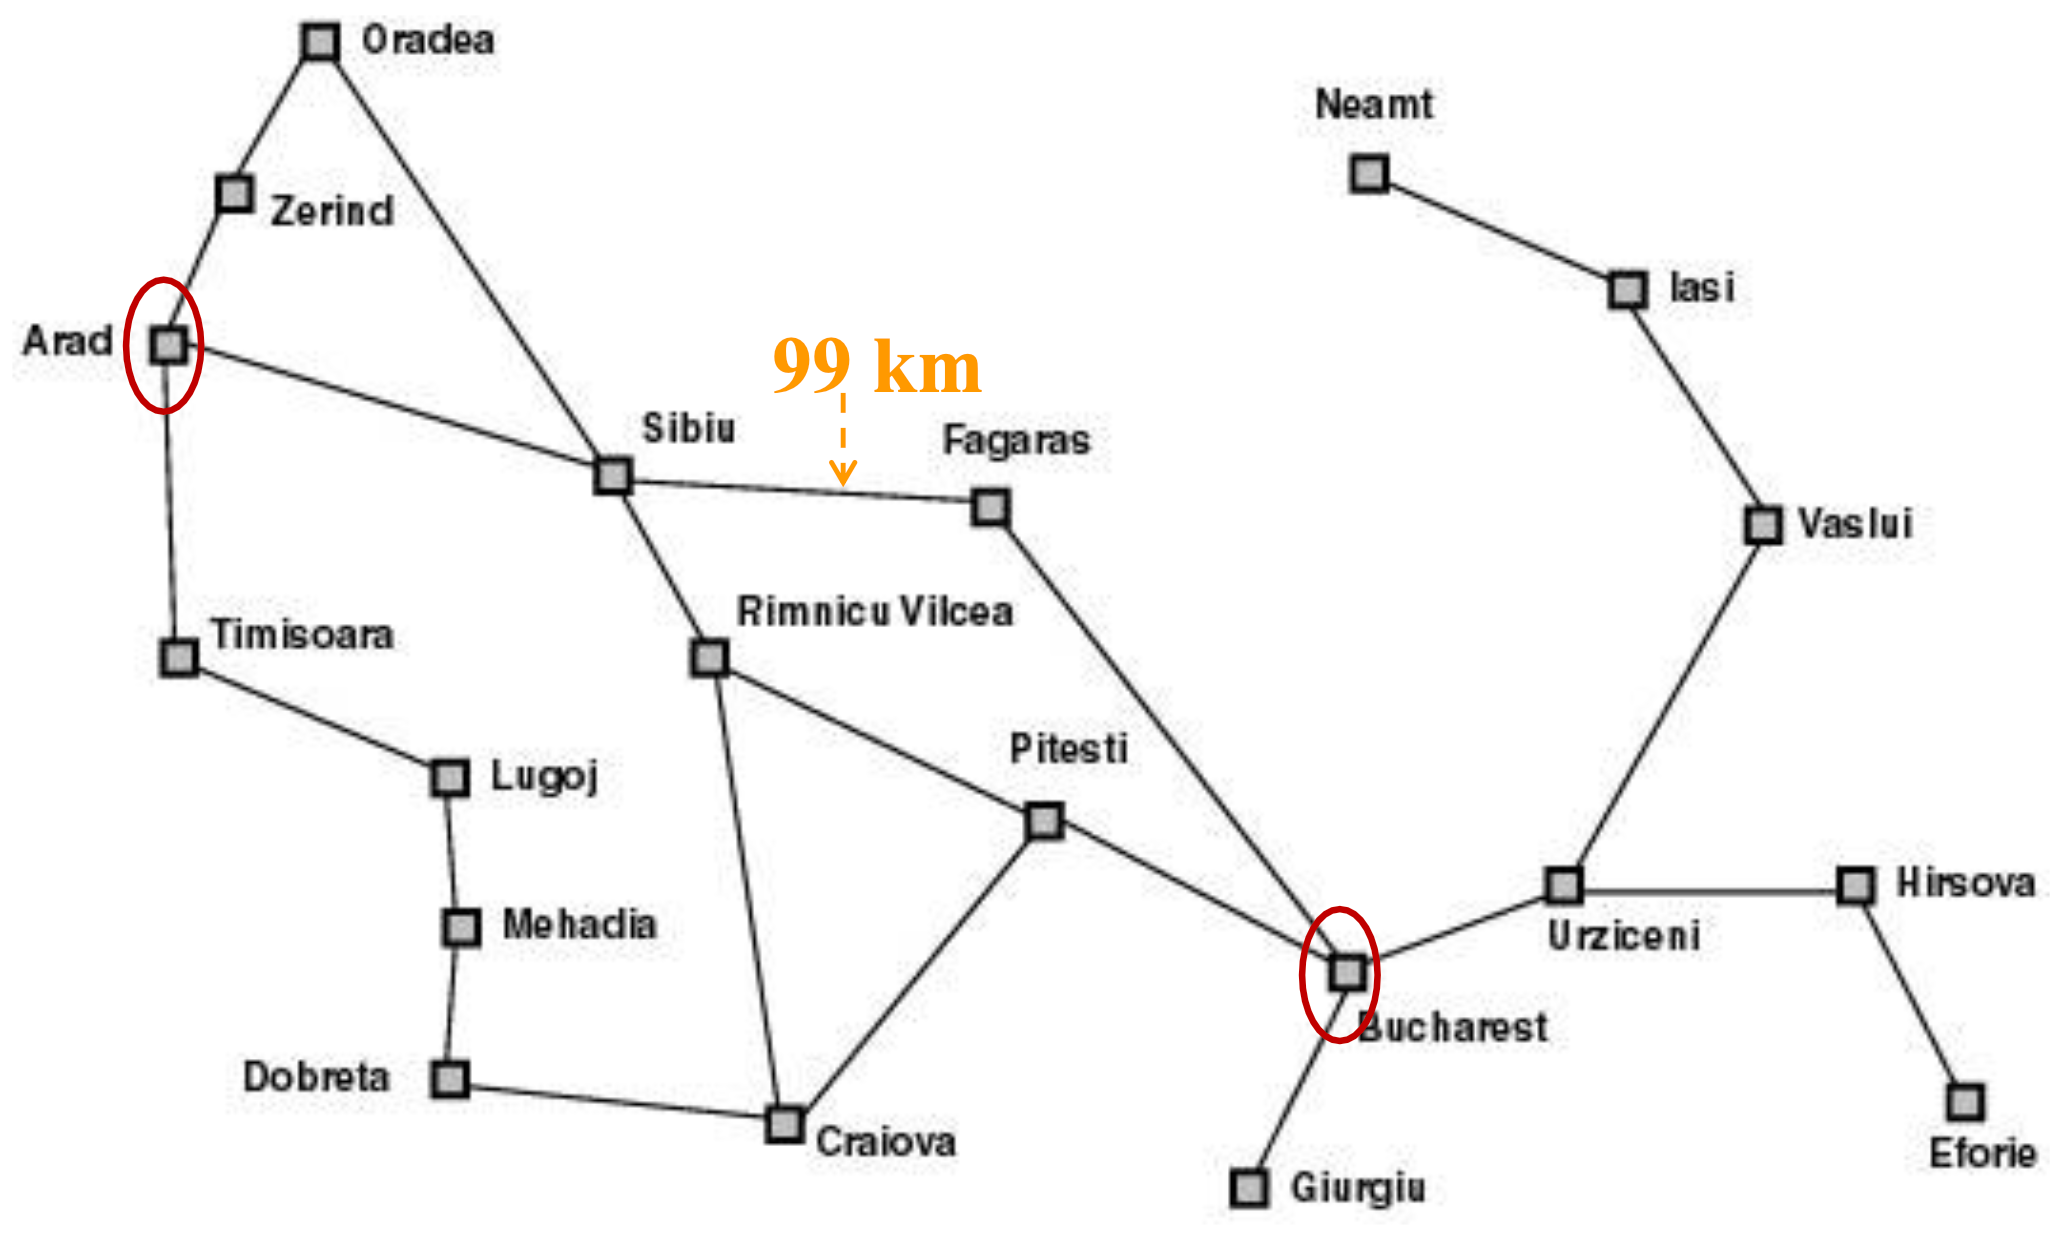 Oradea
Neamt
Zerind
Iasi
Arad
99 km
Sibiu
Fagaras
Vaslui
Rimnicu Vilcea
Timisoara
Pitesti
Lugoj
Hirsova
Mehadia
Urziceni
Bucharest
Dobreta
Craiova
Eforie
Giurgiu